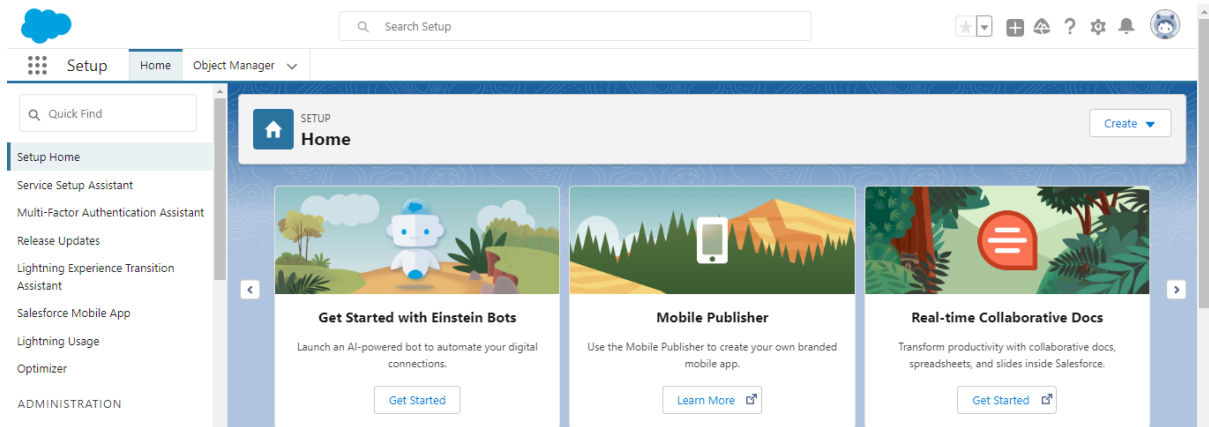 Search Setup
?
Setup
Home
Object Manager
Quick Find
Setup Home
Service Setup Assistant
Multi-Factor Authentication Assistant
Release Updates
Lightning Experience Transition
Assistant
Salesforce Mobile App
Lightning Usage
Optimizer
ADMINISTRATION
SETUP
Home
Create
Get Started with Einstein Bots
Launch an AI-powered bot to automate your digital
connections.
Get Started
Mobile Publisher
Use the Mobile Publisher to create your own branded
mobile app.
Learn More
Real-time Collaborative Docs
Transform productivity with collaborative docs,
spreadsheets, and slides inside Salesforce.
Get Started